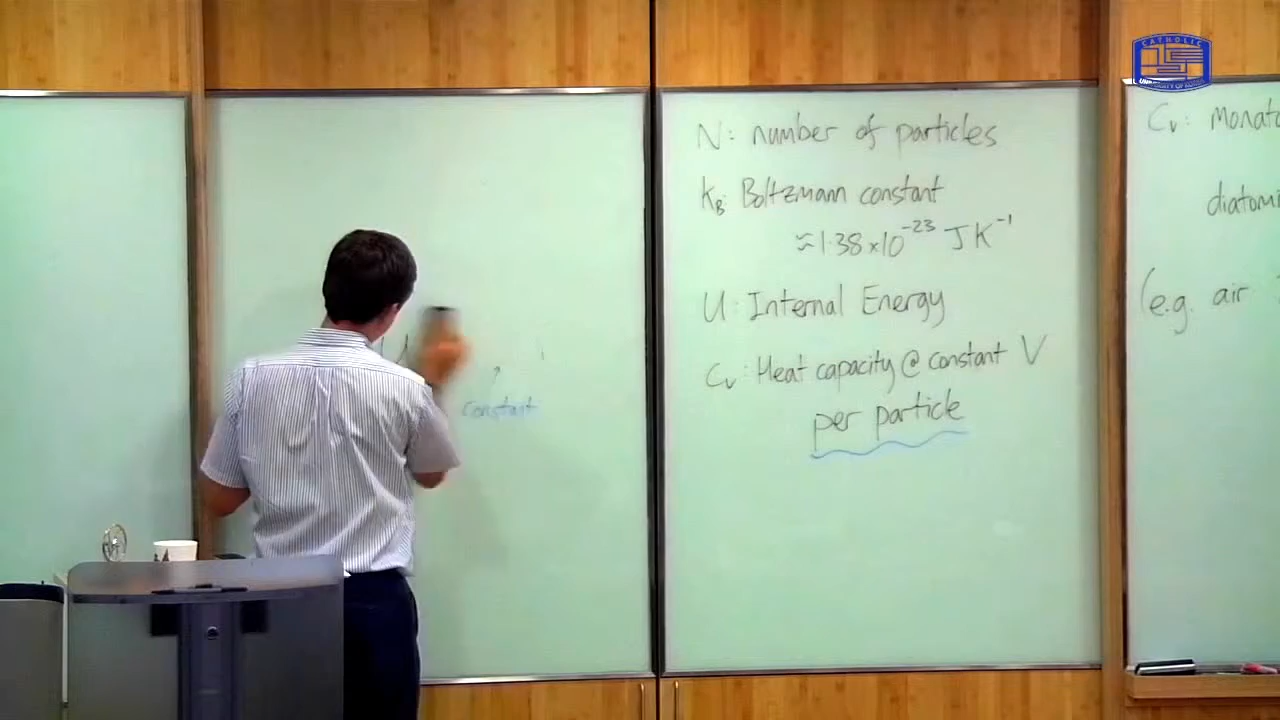 constant
N: number of particles
k_B: Boltzmann constant
≈1.38×10⁻²³ J K⁻¹
U: Internal Energy
C_v: Heat capacity @ constant V
per particle
C_v: Monato
diatomi
(e.g. air
CATHOLIC